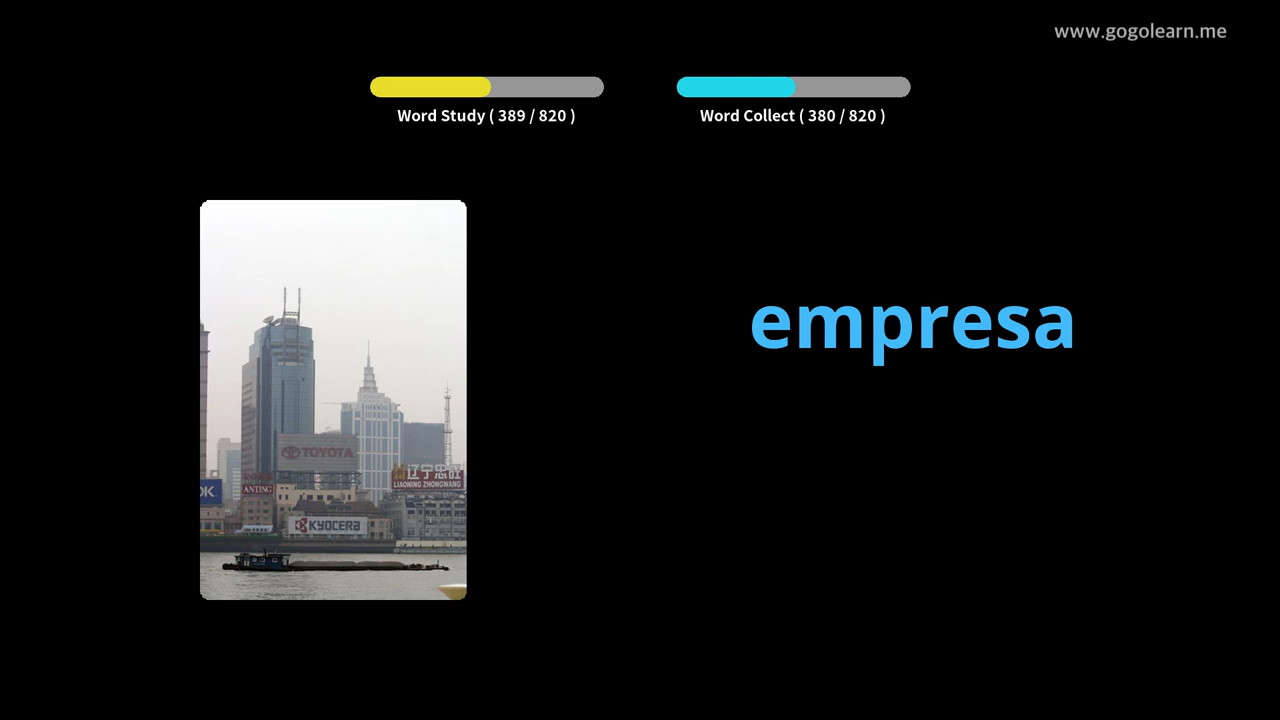 www.gogolearn.me
Word Study ( 389 / 820 )
Word Collect ( 380 / 820 )
empresa
TOYOTA
辽宁忠旺
LIAONING ZHONGWANG
ANTING
OK
KYOCERA